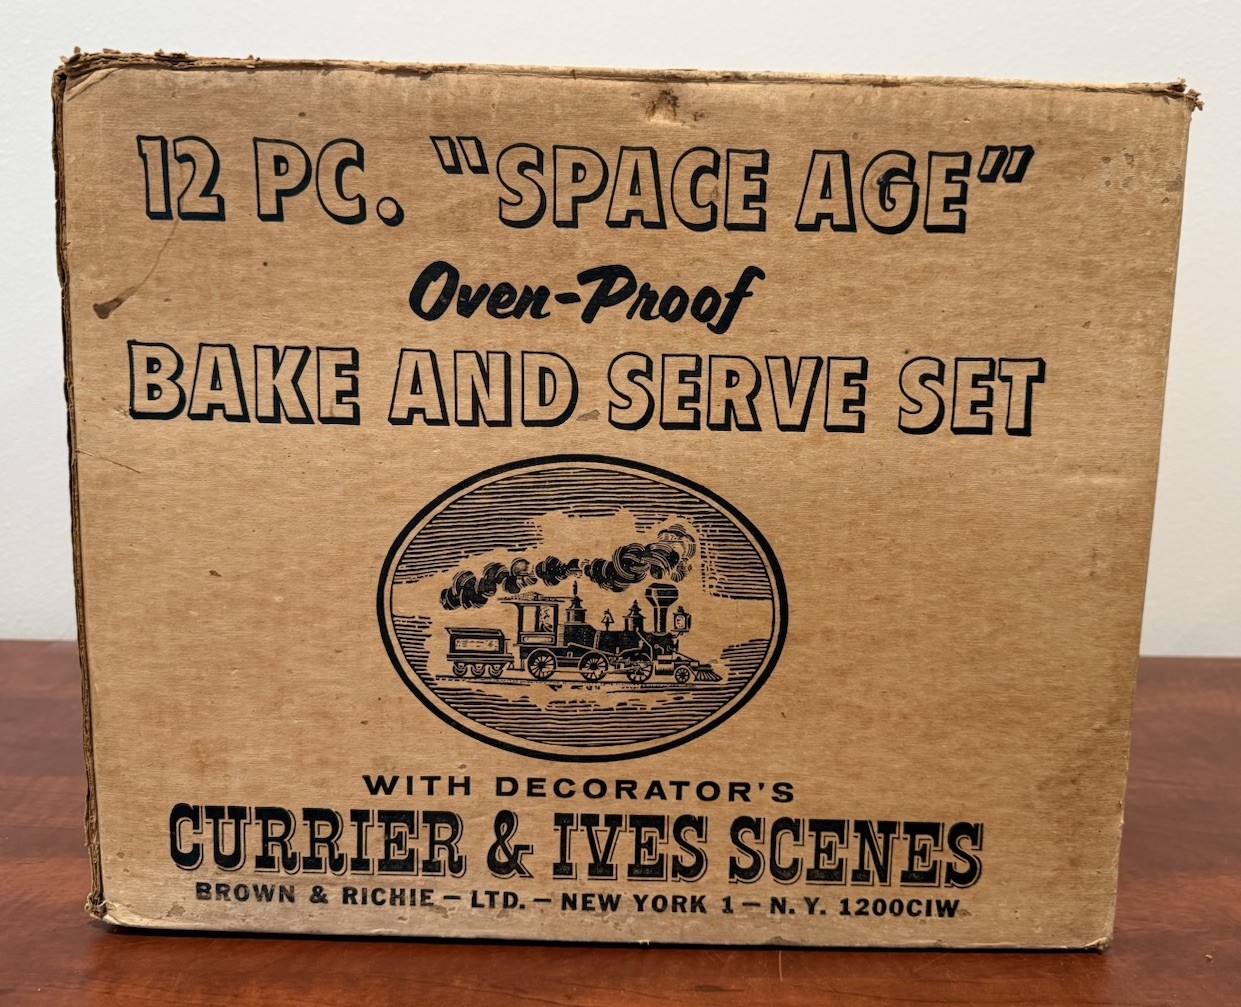 12 PC. "SPACE AGE"
Oven-Proof
BAKE AND SERVE SET
WITH DECORATOR'S
CURRIER & IVES SCENES
BROWN & RICHIE – LTD. – NEW YORK 1 – N. Y. 1200CIW